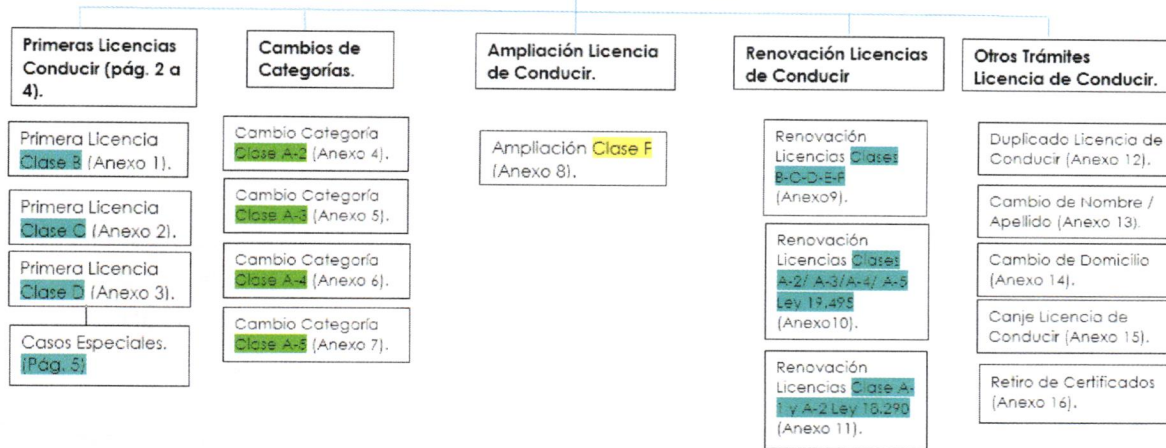 Primeras Licencias
Conducir (pág. 2 a
4).
Primera Licencia
Clase B (Anexo 1).
Primera Licencia
Clase C (Anexo 2).
Primera Licencia
Clase D (Anexo 3).
Casos Especiales.
(Pág. 5)
Cambios de
Categorías.
Cambio Categoría
Clase A-2 (Anexo 4).
Cambio Categoría
Clase A-3 (Anexo 5).
Cambio Categoría
Clase A-4 (Anexo 6).
Cambio Categoría
Clase A-5 (Anexo 7).
Ampliación Licencia
de Conducir.
Ampliación Clase F
(Anexo 8).
Renovación Licencias
de Conducir
Renovación
Licencias Clases
B-C-D-E-F
(Anexo9).
Renovación
Licencias Clases
A-2/ A-3/A-4/ A-5
Ley 19.495
(Anexo10).
Renovación
Licencias Clase A-
1 y A-2 Ley 18.290
(Anexo 11).
Otros Trámites
Licencia de Conducir.
Duplicado Licencia de
Conducir (Anexo 12).
Cambio de Nombre /
Apellido (Anexo 13).
Cambio de Domicilio
(Anexo 14).
Canje Licencia de
Conducir (Anexo 15).
Retiro de Certificados
(Anexo 16).